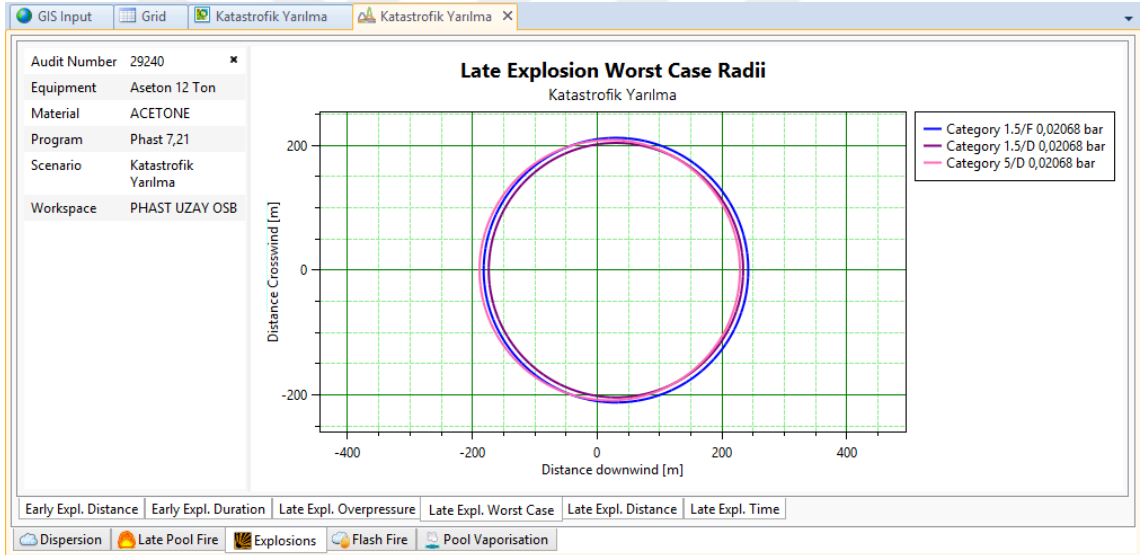 GIS Input
Grid
Katastrofik Yarılma
Katastrofik Yarılma
Audit Number 29240
Equipment Aseton 12 Ton
Material ACETONE
Program Phast 7,21
Scenario Katastrofik
Yarılma
Workspace PHAST UZAY OSB
Late Explosion Worst Case Radii
Katastrofik Yarılma
Category 1.5/F 0,02068 bar
Category 1.5/D 0,02068 bar
Category 5/D 0,02068 bar
Distance Crosswind [m]
200
0
-200
-400 -200 0 200 400
Distance downwind [m]
Early Expl. Distance Early Expl. Duration Late Expl. Overpressure Late Expl. Worst Case Late Expl. Distance Late Expl. Time
Dispersion Late Pool Fire Explosions Flash Fire Pool Vaporisation